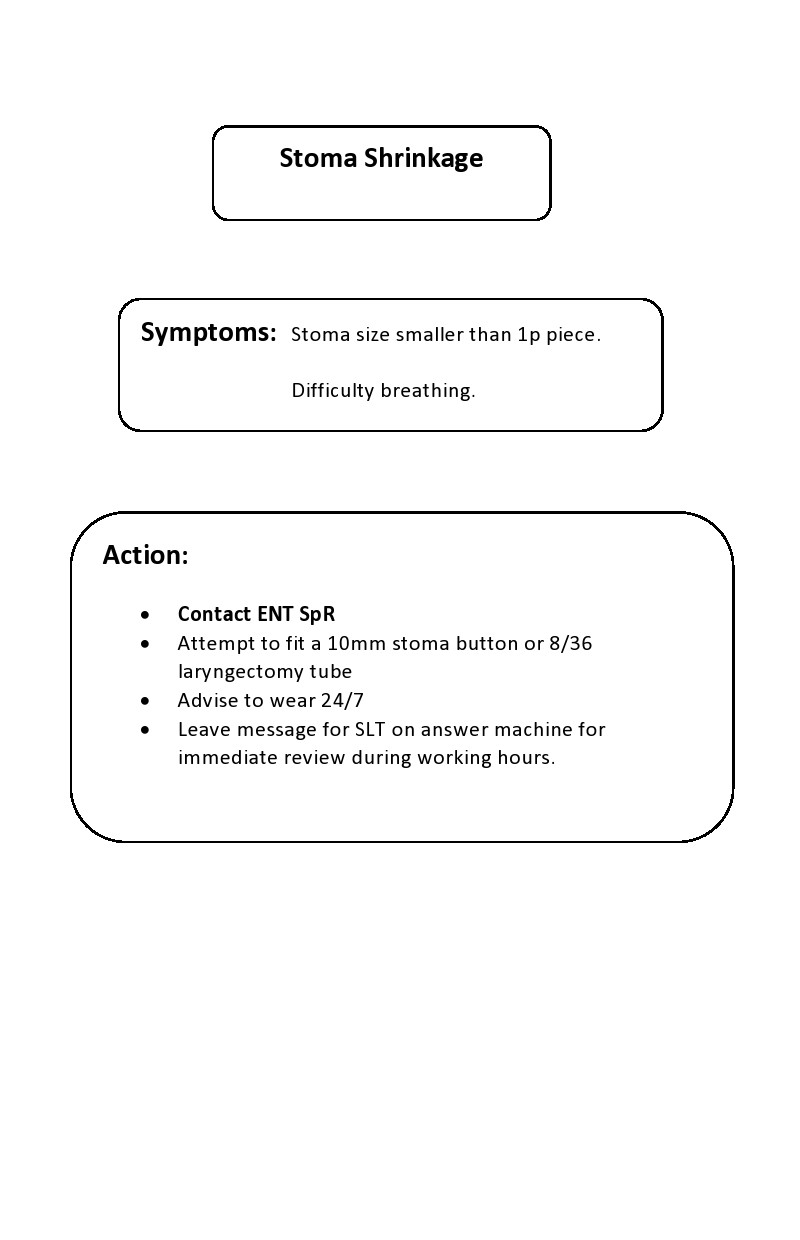 Stoma Shrinkage
Symptoms: Stoma size smaller than 1p piece.
Difficulty breathing.
Action:
• Contact ENT SpR
• Attempt to fit a 10mm stoma button or 8/36
laryngectomy tube
• Advise to wear 24/7
• Leave message for SLT on answer machine for
immediate review during working hours.